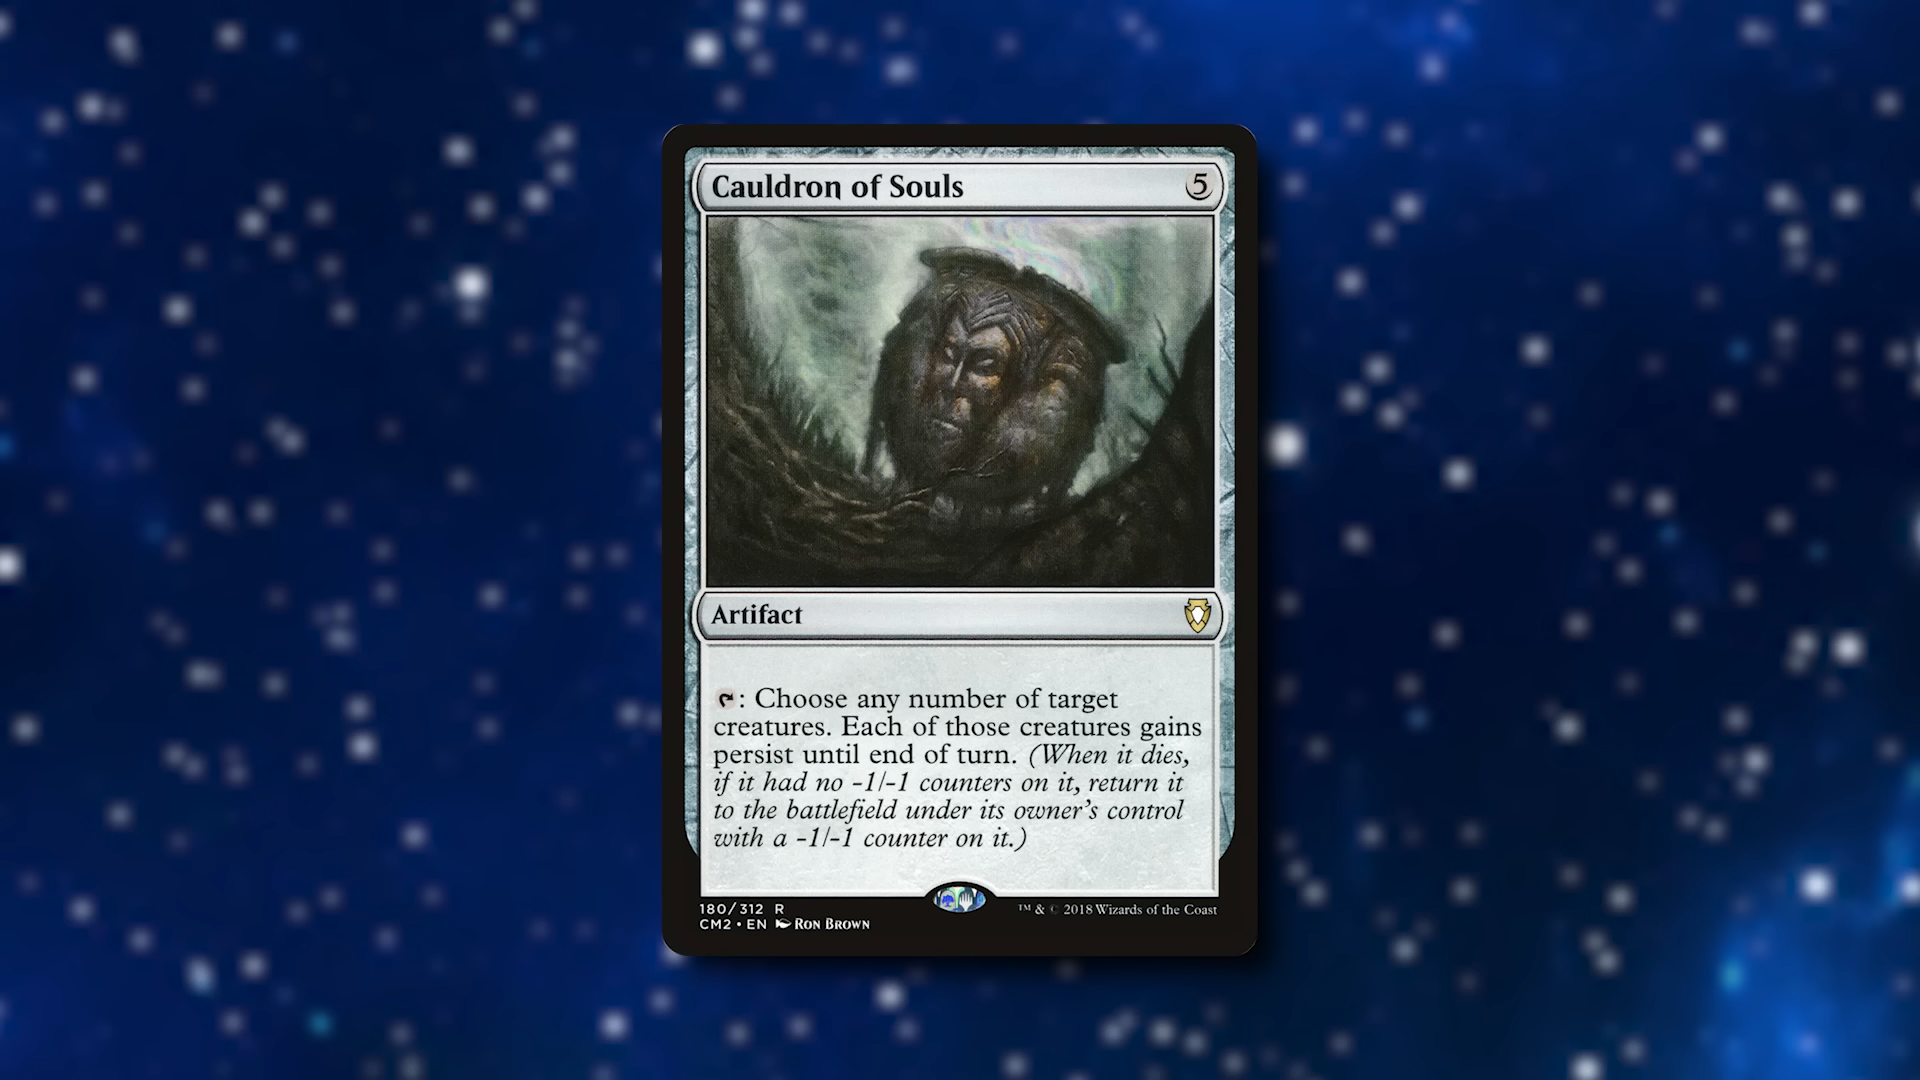 Cauldron of Souls 5
Artifact
: Choose any number of target
creatures. Each of those creatures gains
persist until end of turn. (When it dies,
if it had no -1/-1 counters on it, return it
to the battlefield under its owner's control
with a -1/-1 counter on it.)
180/312 R
CM2 • EN Ron Brown
™ & © 2018 Wizards of the Coast